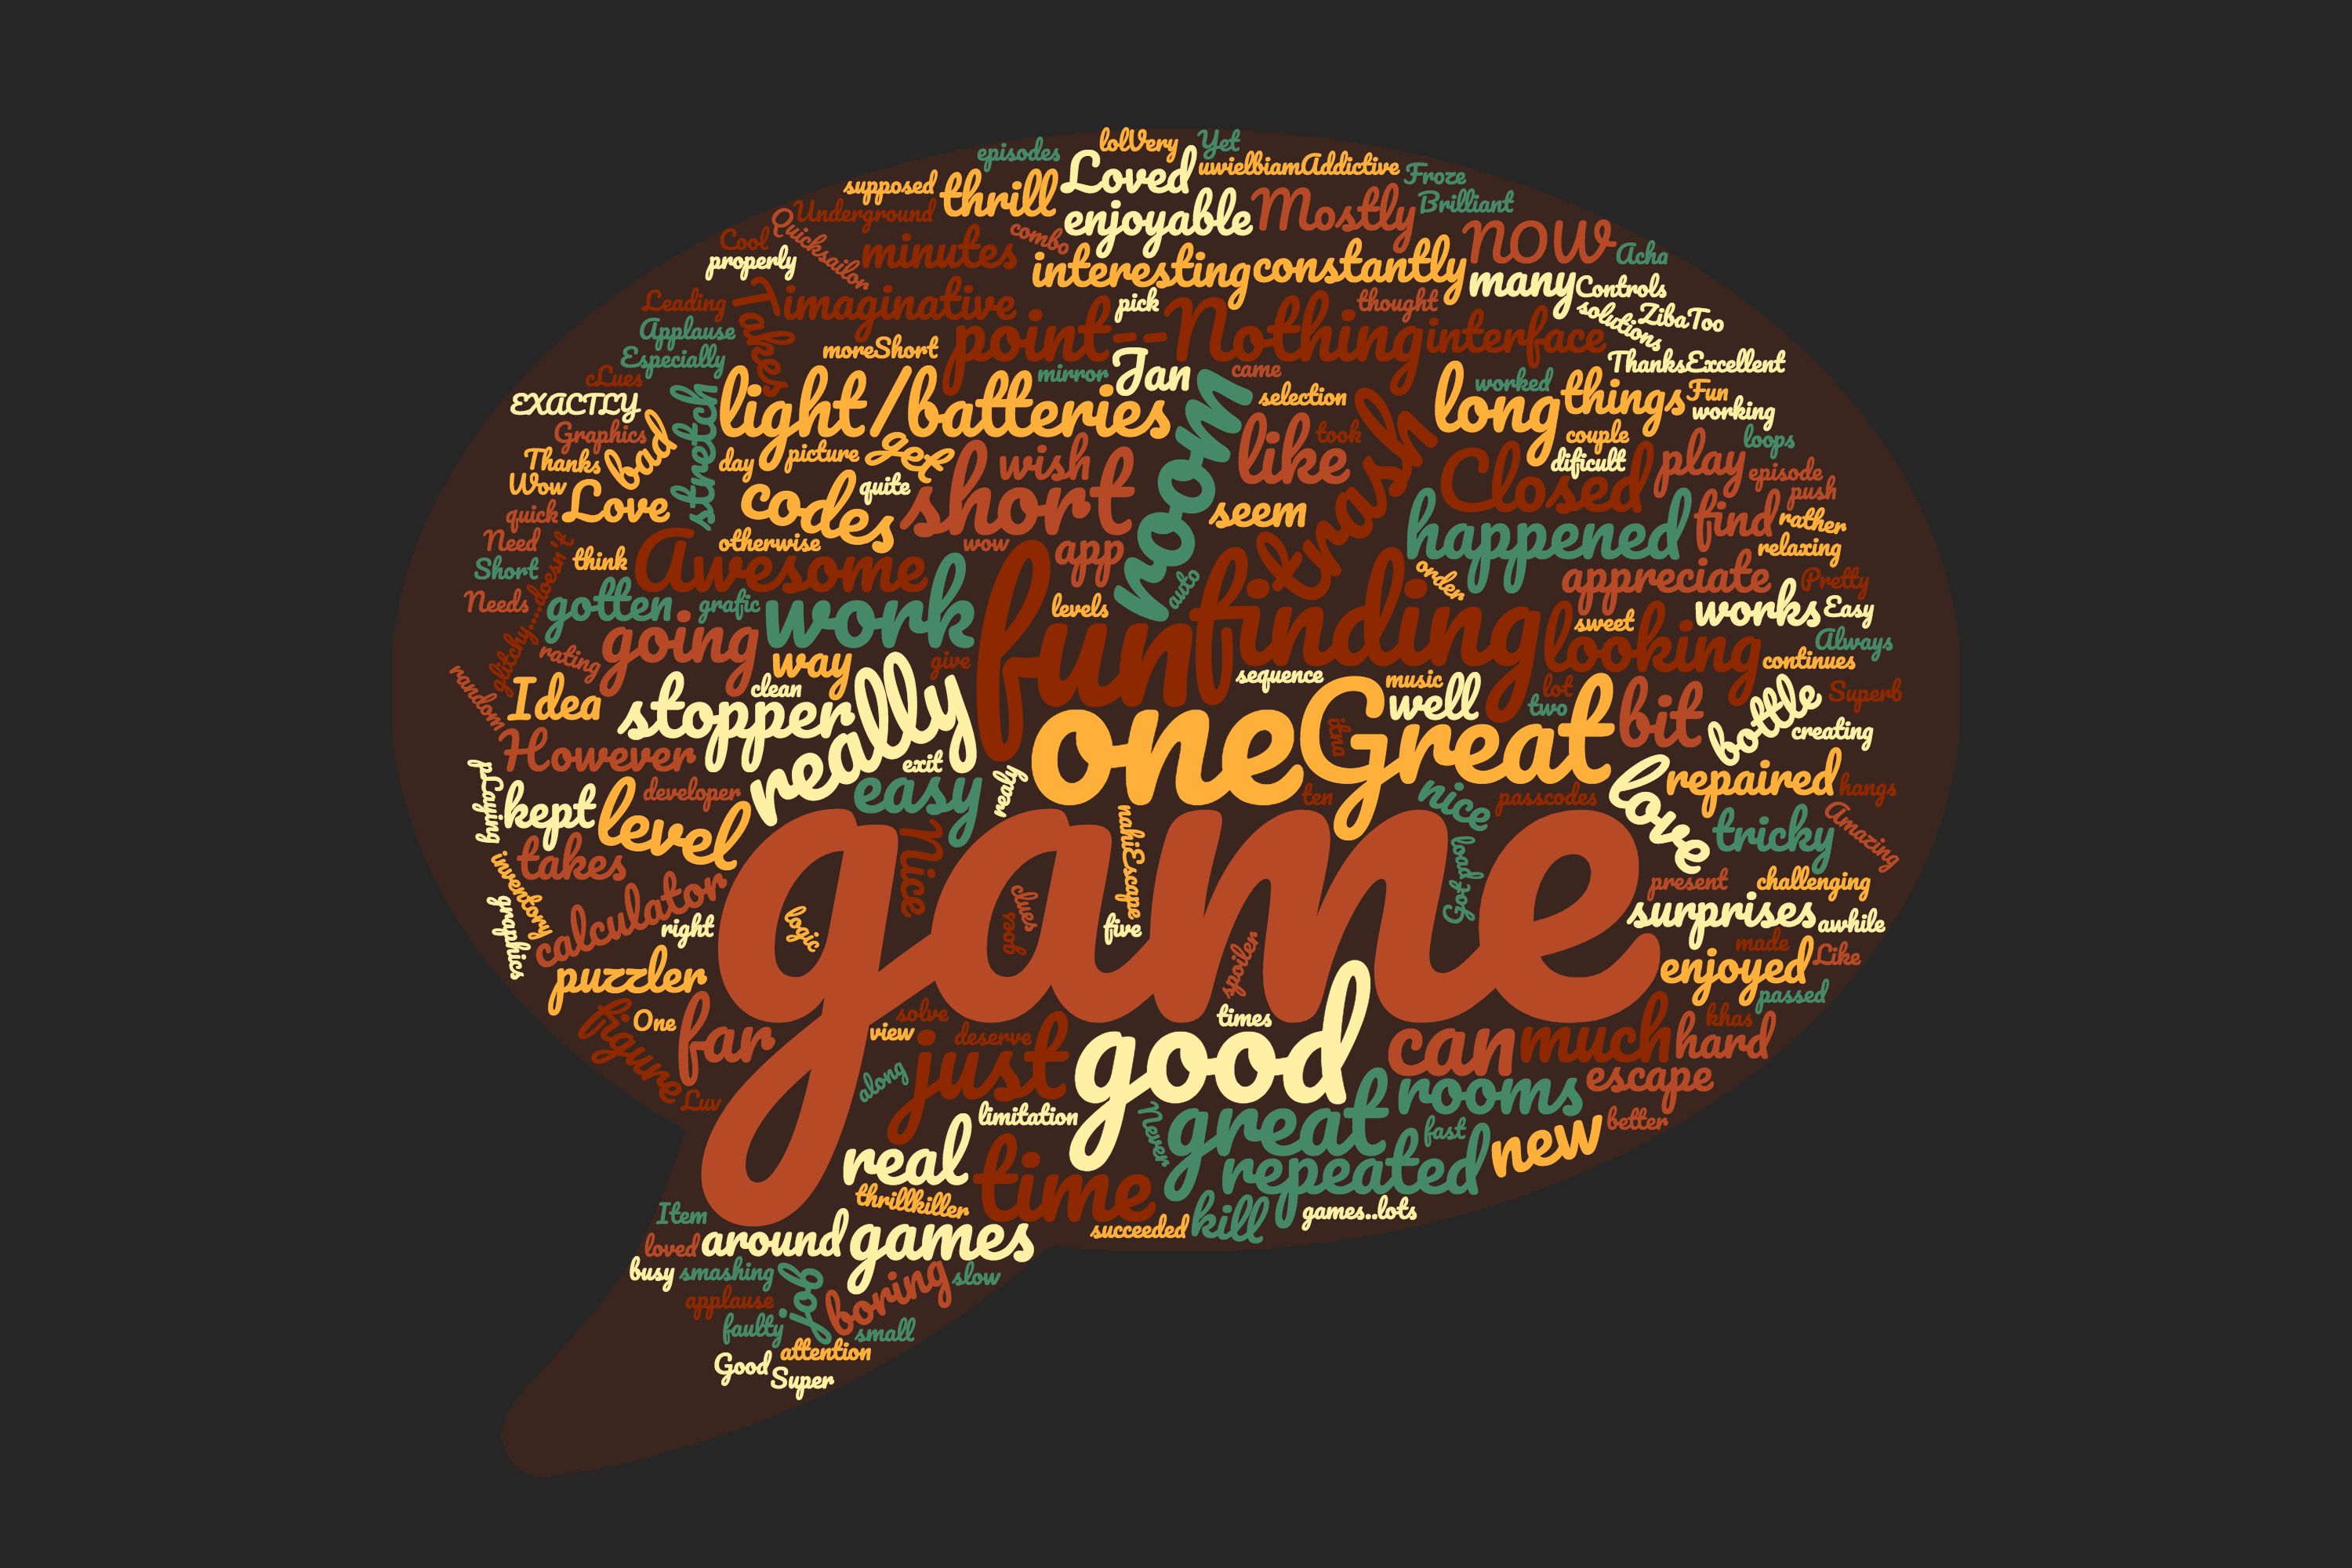 lolVery Yet
episodes Loved uwielbiamAddictive Froze
supposed thrill enjoyable Mostly Brilliant
Quicksailon Underground combo now Acha
Cool minutes interesting constantly
properly many Controls
Leading Takes imaginative pick thought solutions ZibaToo
Applause point--Nothing interface
Especially moreShort Jan ThanksExcellent
cLues mirror came worked Fun
EXACTLY stretch light/batteries room selection long things working
Graphics bad trash took couple loops
Thanks day picture gex wish like dificult play episode
Wow Love codes quite short Closed push
quick seem happened find rather
Need doesn't otherwise wow app relaxing
Short think Awesome auto order appreciate Pretty
Needs gotten grafic work levels fun finding sweet works Easy
glitchy.... going looking Always
rating way give sequence music lot continues
random Idea stopper clean really well two bit bottle Superb
one Great creating
However exit love repaired
pLaying kept level developer easy realy ten nice passcodes hangs
tricky Amazing
takes game Nice makiEscape load
inventory calculator present challenging
graphics right logic goes clues five Got surprises awhile
puzzler spoiler made enjoyed Like
passed
figure One far solve view deserve times khas
just good can much hard
Luv along escape
limitation Never great rooms better
real fast new
time repeated
thrillkiller
Item succeeded kill games..lots
loved around games
busy smashing job boring slow
applause
faulty small
attention
Good Super